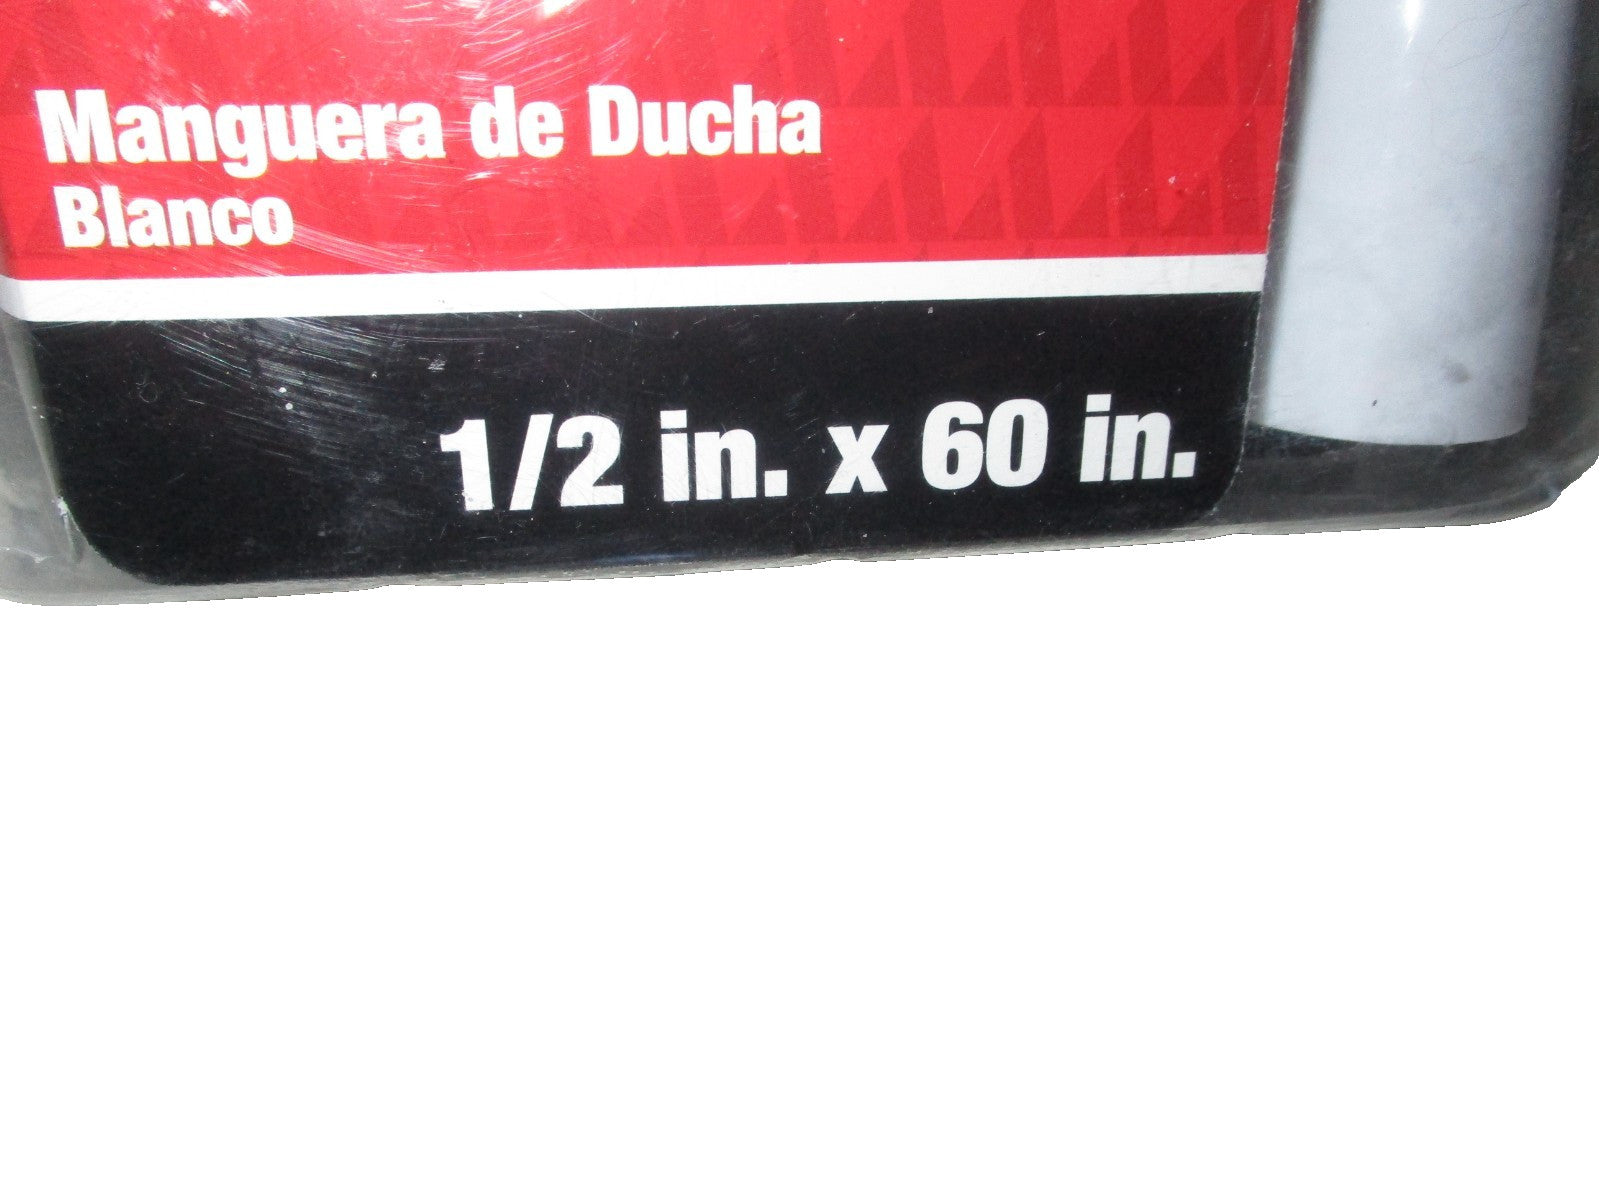 Manguera de Ducha
Blanco
1/2 in. x 60 in.